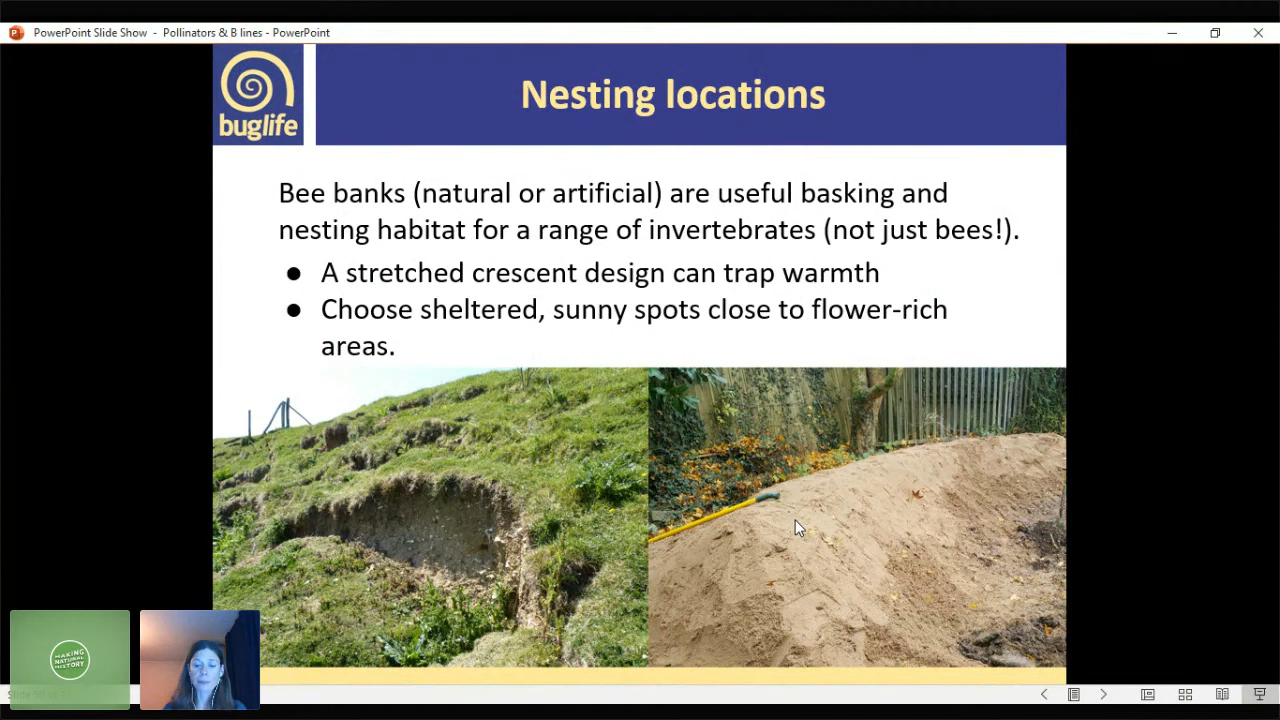 PowerPoint Slide Show - Pollinators & B lines - PowerPoint
buglife
Nesting locations
Bee banks (natural or artificial) are useful basking and
nesting habitat for a range of invertebrates (not just bees!).
● A stretched crescent design can trap warmth
● Choose sheltered, sunny spots close to flower-rich
areas.
MAKING
NATURAL
HISTORY